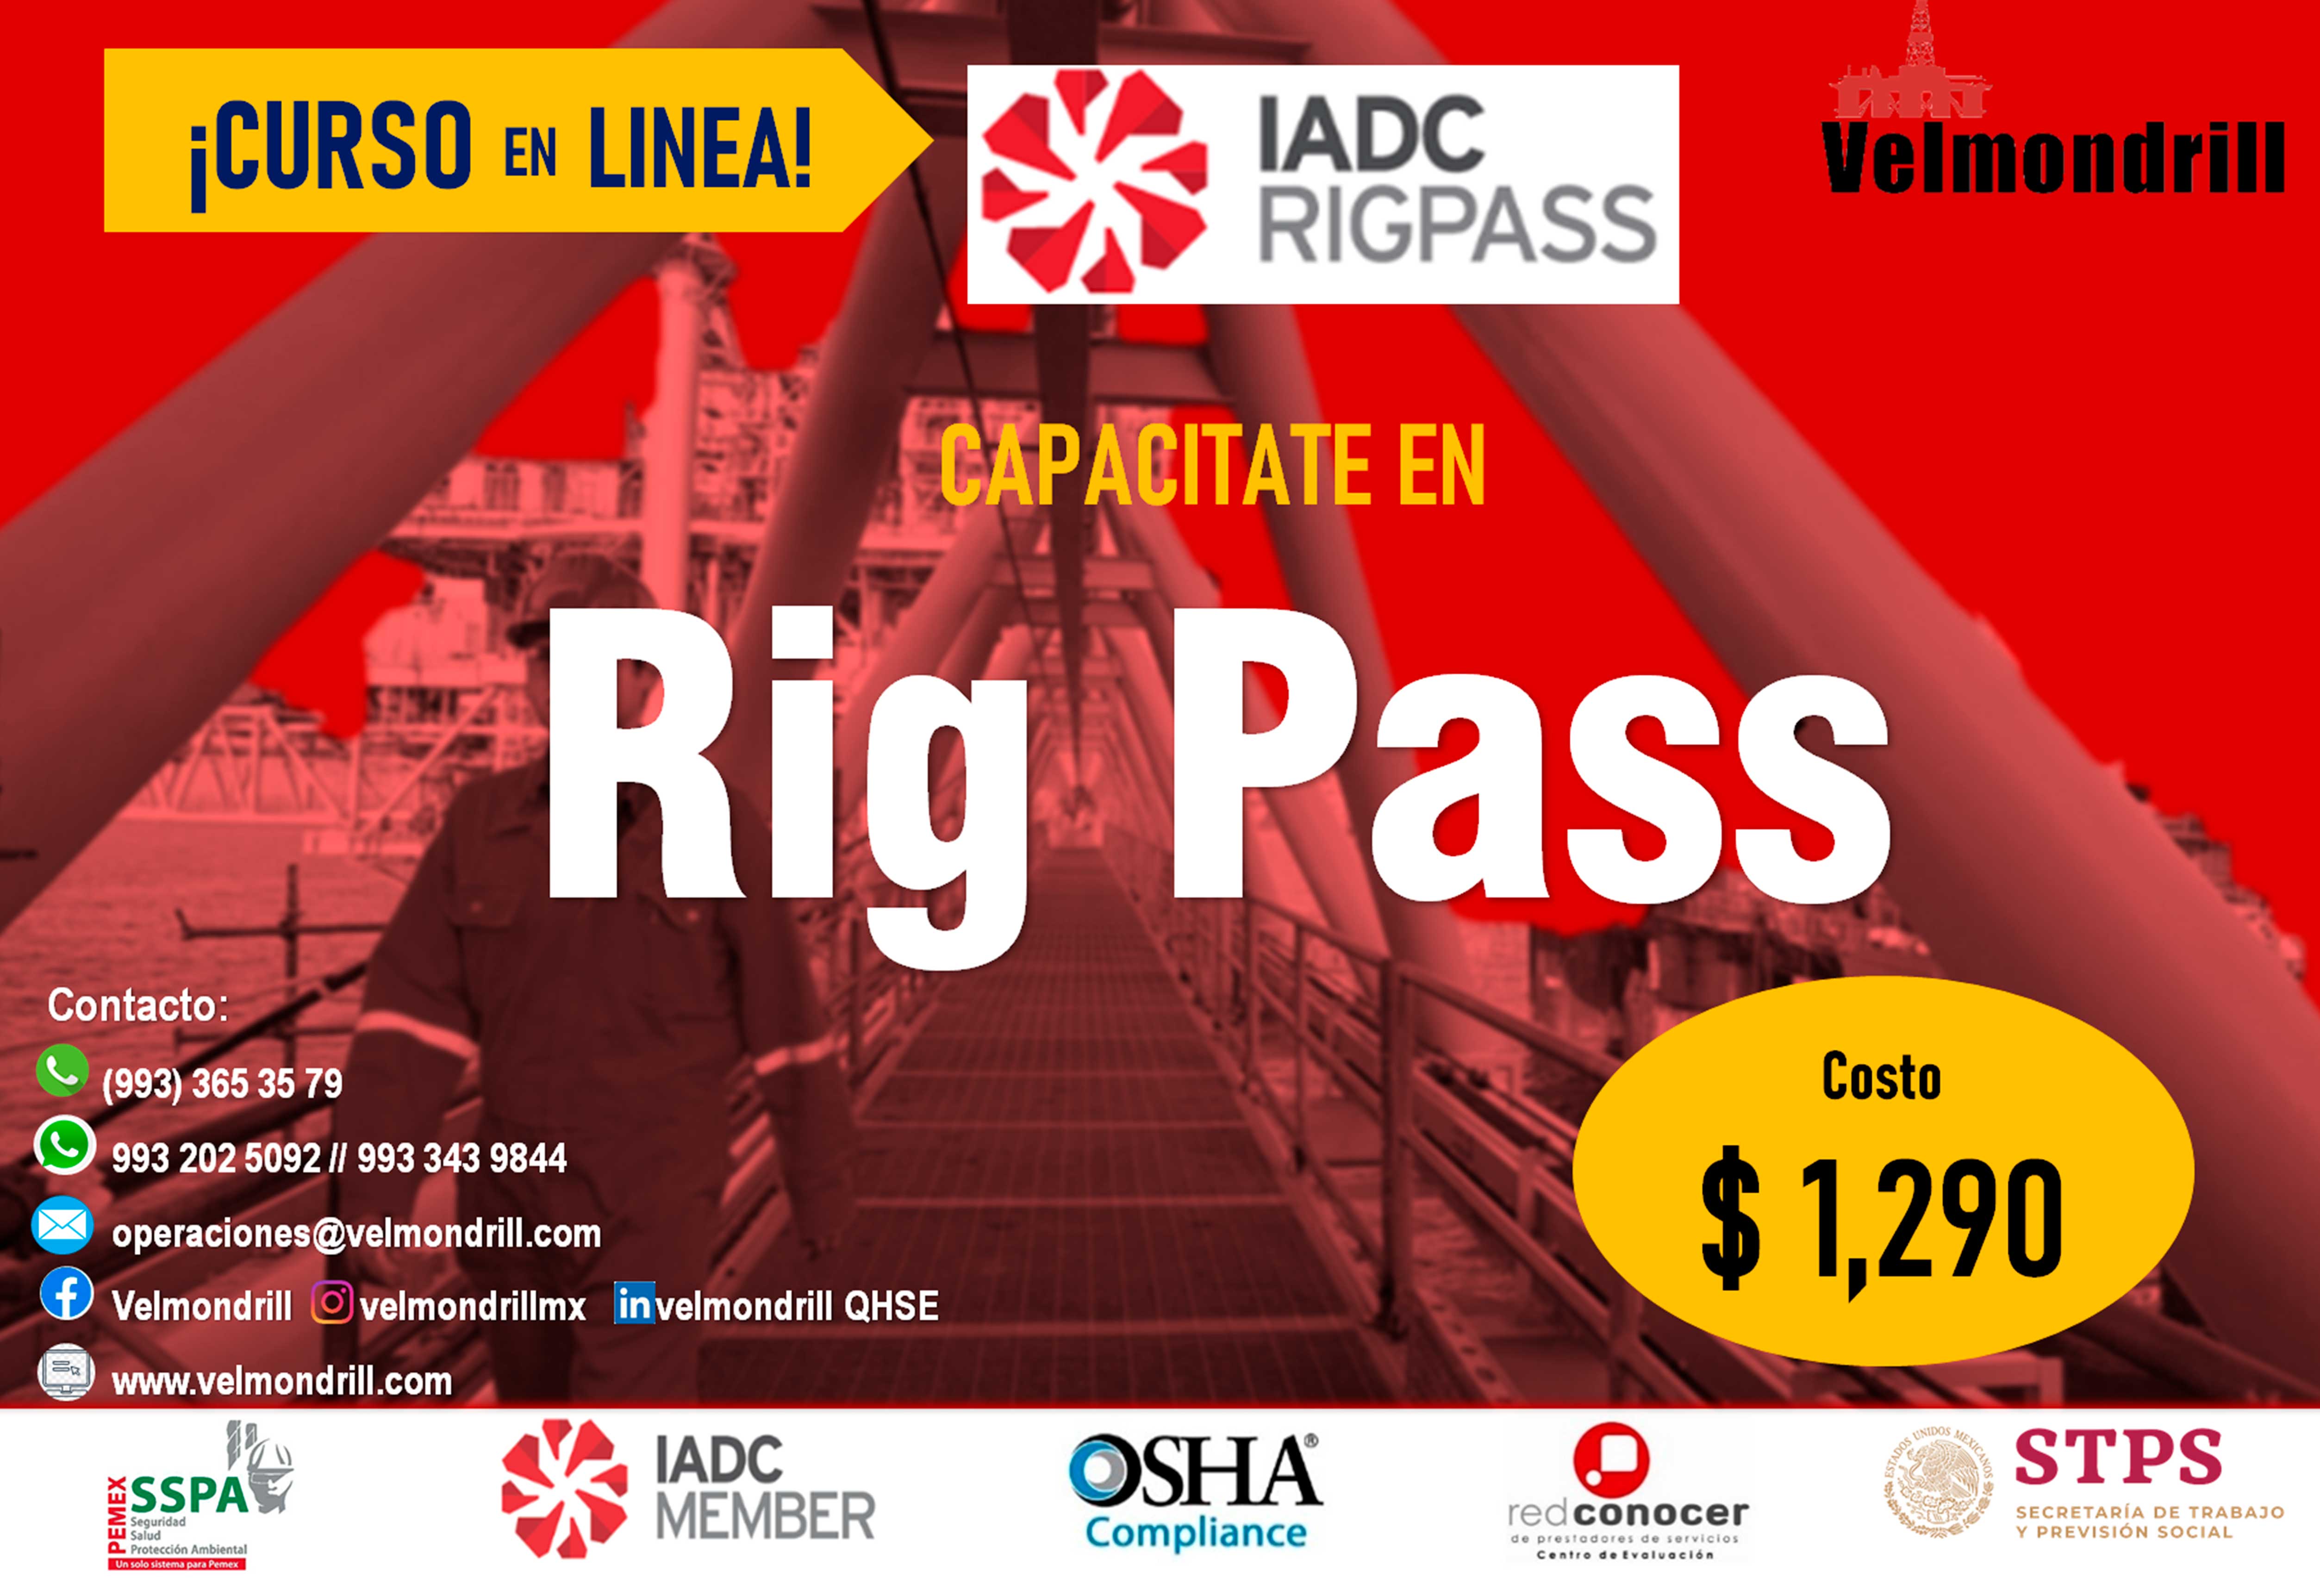 ¡CURSO EN LINEA!
IADC
RIGPASS
Velmondrill
CAPACITATE EN
Rig Pass
Contacto:
(993) 365 35 79
993 202 5092 // 993 343 9844
operaciones@velmondrill.com
Velmondrill velmondrillmx in velmondrill QHSE
www.velmondrill.com
Costo
$ 1,290
PEMEX
SSPA
Seguridad
Salud
Protección Ambiental
Un solo sistema para Pemex
IADC
MEMBER
OSHA®
Compliance
redconocer
de prestadores de servicios
Centro de Evaluación
ESTADOS UNIDOS MEXICANOS
STPS
SECRETARÍA DE TRABAJO
Y PREVISIÓN SOCIAL